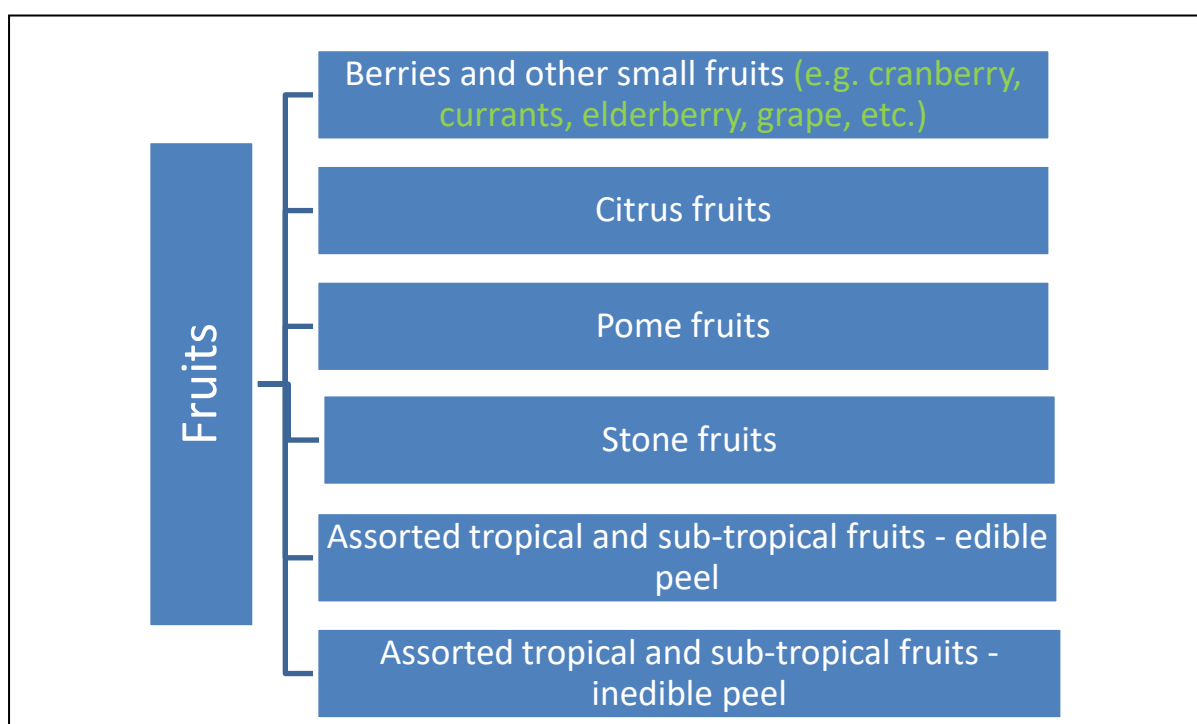 Fruits
Berries and other small fruits (e.g. cranberry,
currants, elderberry, grape, etc.)
Citrus fruits
Pome fruits
Stone fruits
Assorted tropical and sub-tropical fruits - edible
peel
Assorted tropical and sub-tropical fruits -
inedible peel